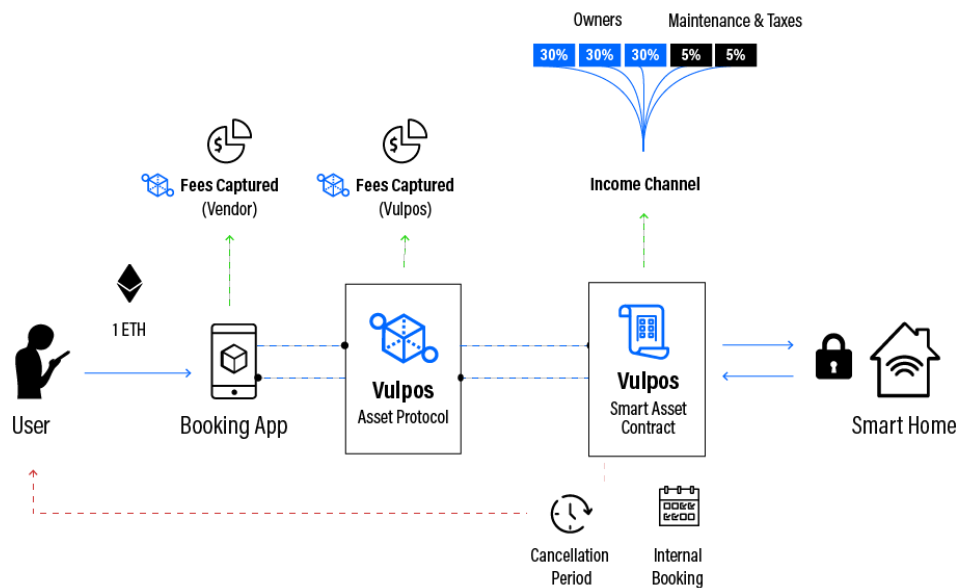 Owners
Maintenance & Taxes
30%
30%
30%
5%
5%
$
$
Fees Captured
(Vendor)
Fees Captured
(Vulpos)
Income Channel
1 ETH
Vulpos
Asset Protocol
Vulpos
Smart Asset
Contract
User
Booking App
Smart Home
Cancellation
Period
Internal
Booking